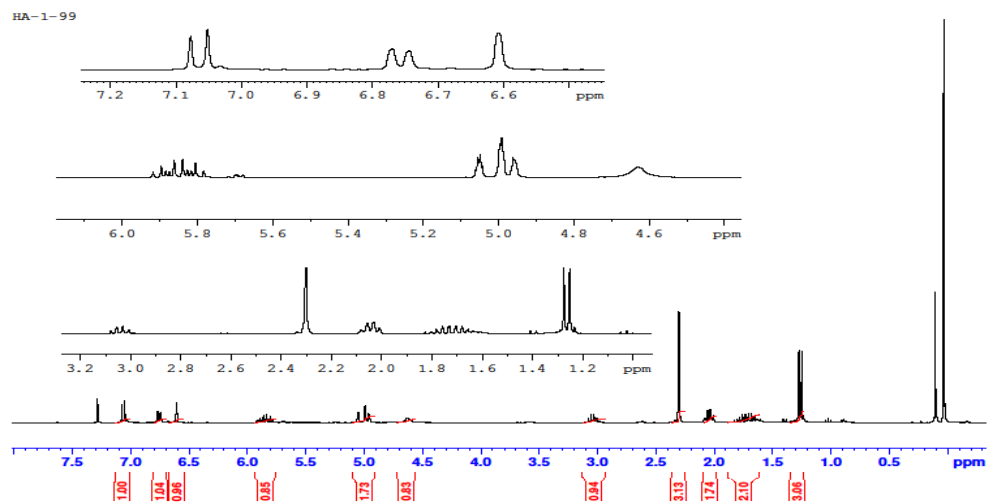 HA-1-99
7.2 7.1 7.0 6.9 6.8 6.7 6.6 ppm
6.0 5.8 5.6 5.4 5.2 5.0 4.8 4.6 ppm
3.2 3.0 2.8 2.6 2.4 2.2 2.0 1.8 1.6 1.4 1.2 ppm
7.5 7.0 6.5 6.0 5.5 5.0 4.5 4.0 3.5 3.0 2.5 2.0 1.5 1.0 0.5 ppm
1.00 1.04 0.96 0.85 1.73 0.83 0.94 3.13 1.74 2.10 3.06